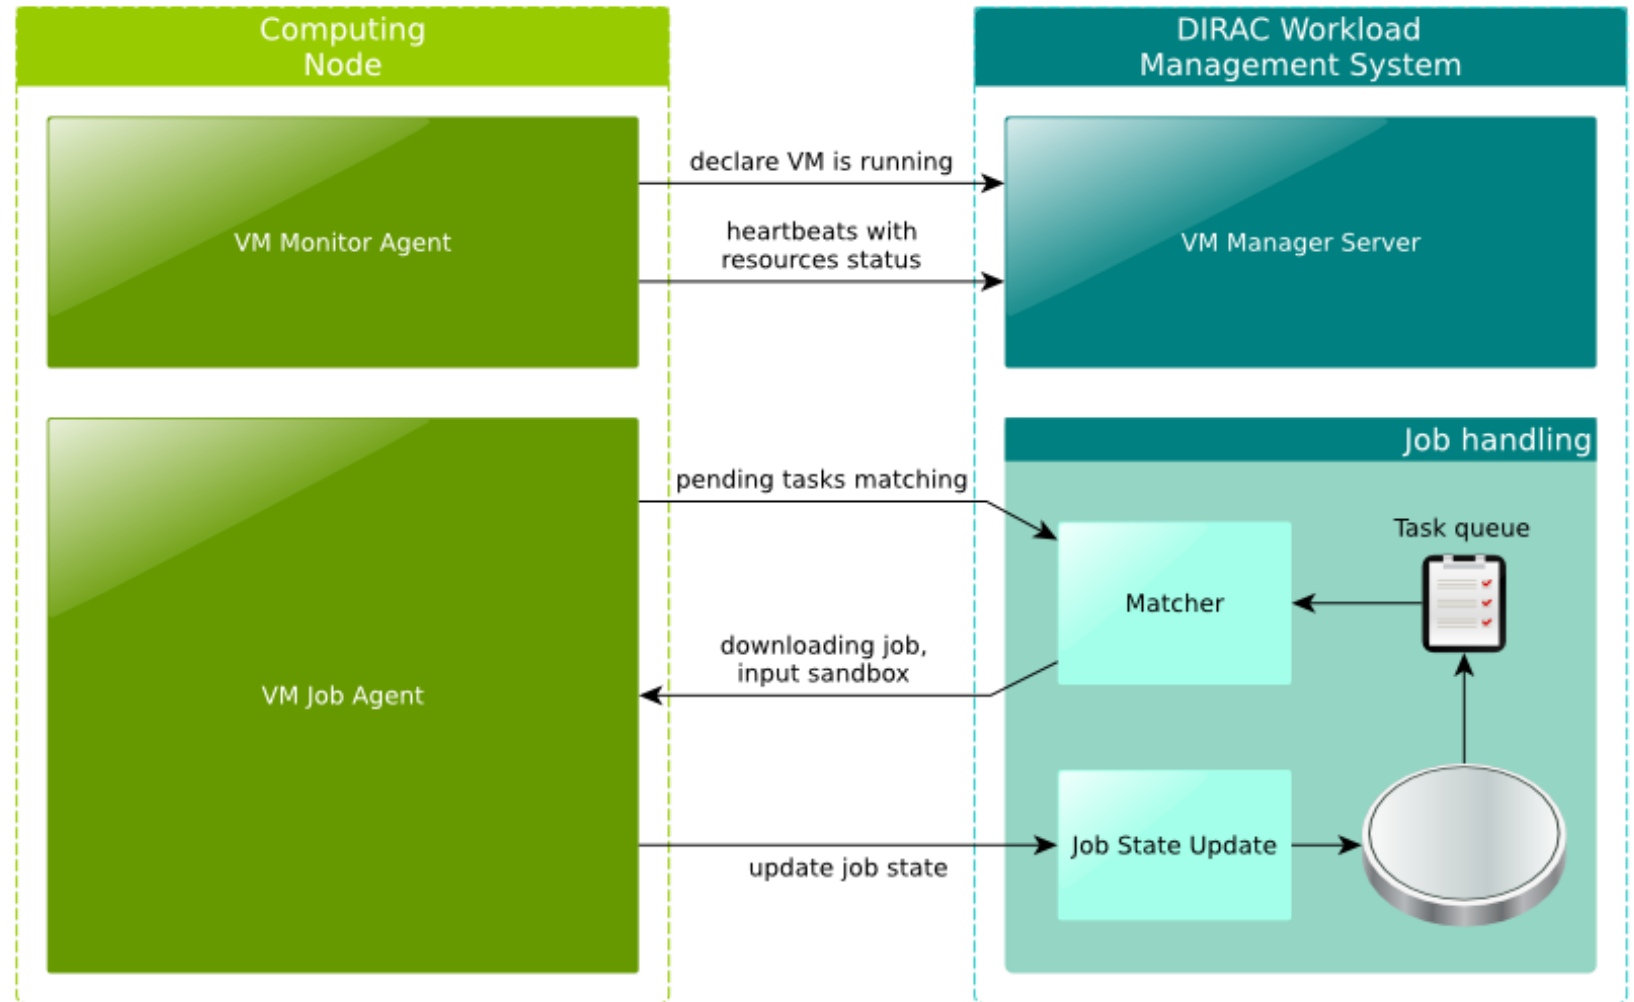 Computing
Node
DIRAC Workload
Management System
VM Monitor Agent
declare VM is running
heartbeats with
resources status
VM Manager Server
VM Job Agent
pending tasks matching
downloading job,
input sandbox
update job state
Job handling
Task queue
Matcher
Job State Update